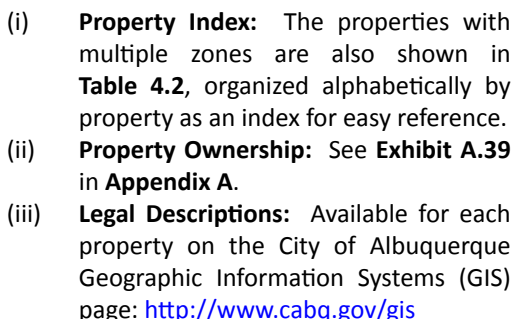 (i) Property Index: The properties with
multiple zones are also shown in
Table 4.2, organized alphabetically by
property as an index for easy reference.
(ii) Property Ownership: See Exhibit A.39
in Appendix A.
(iii) Legal Descriptions: Available for each
property on the City of Albuquerque
Geographic Information Systems (GIS)
page: http://www.cabq.gov/gis